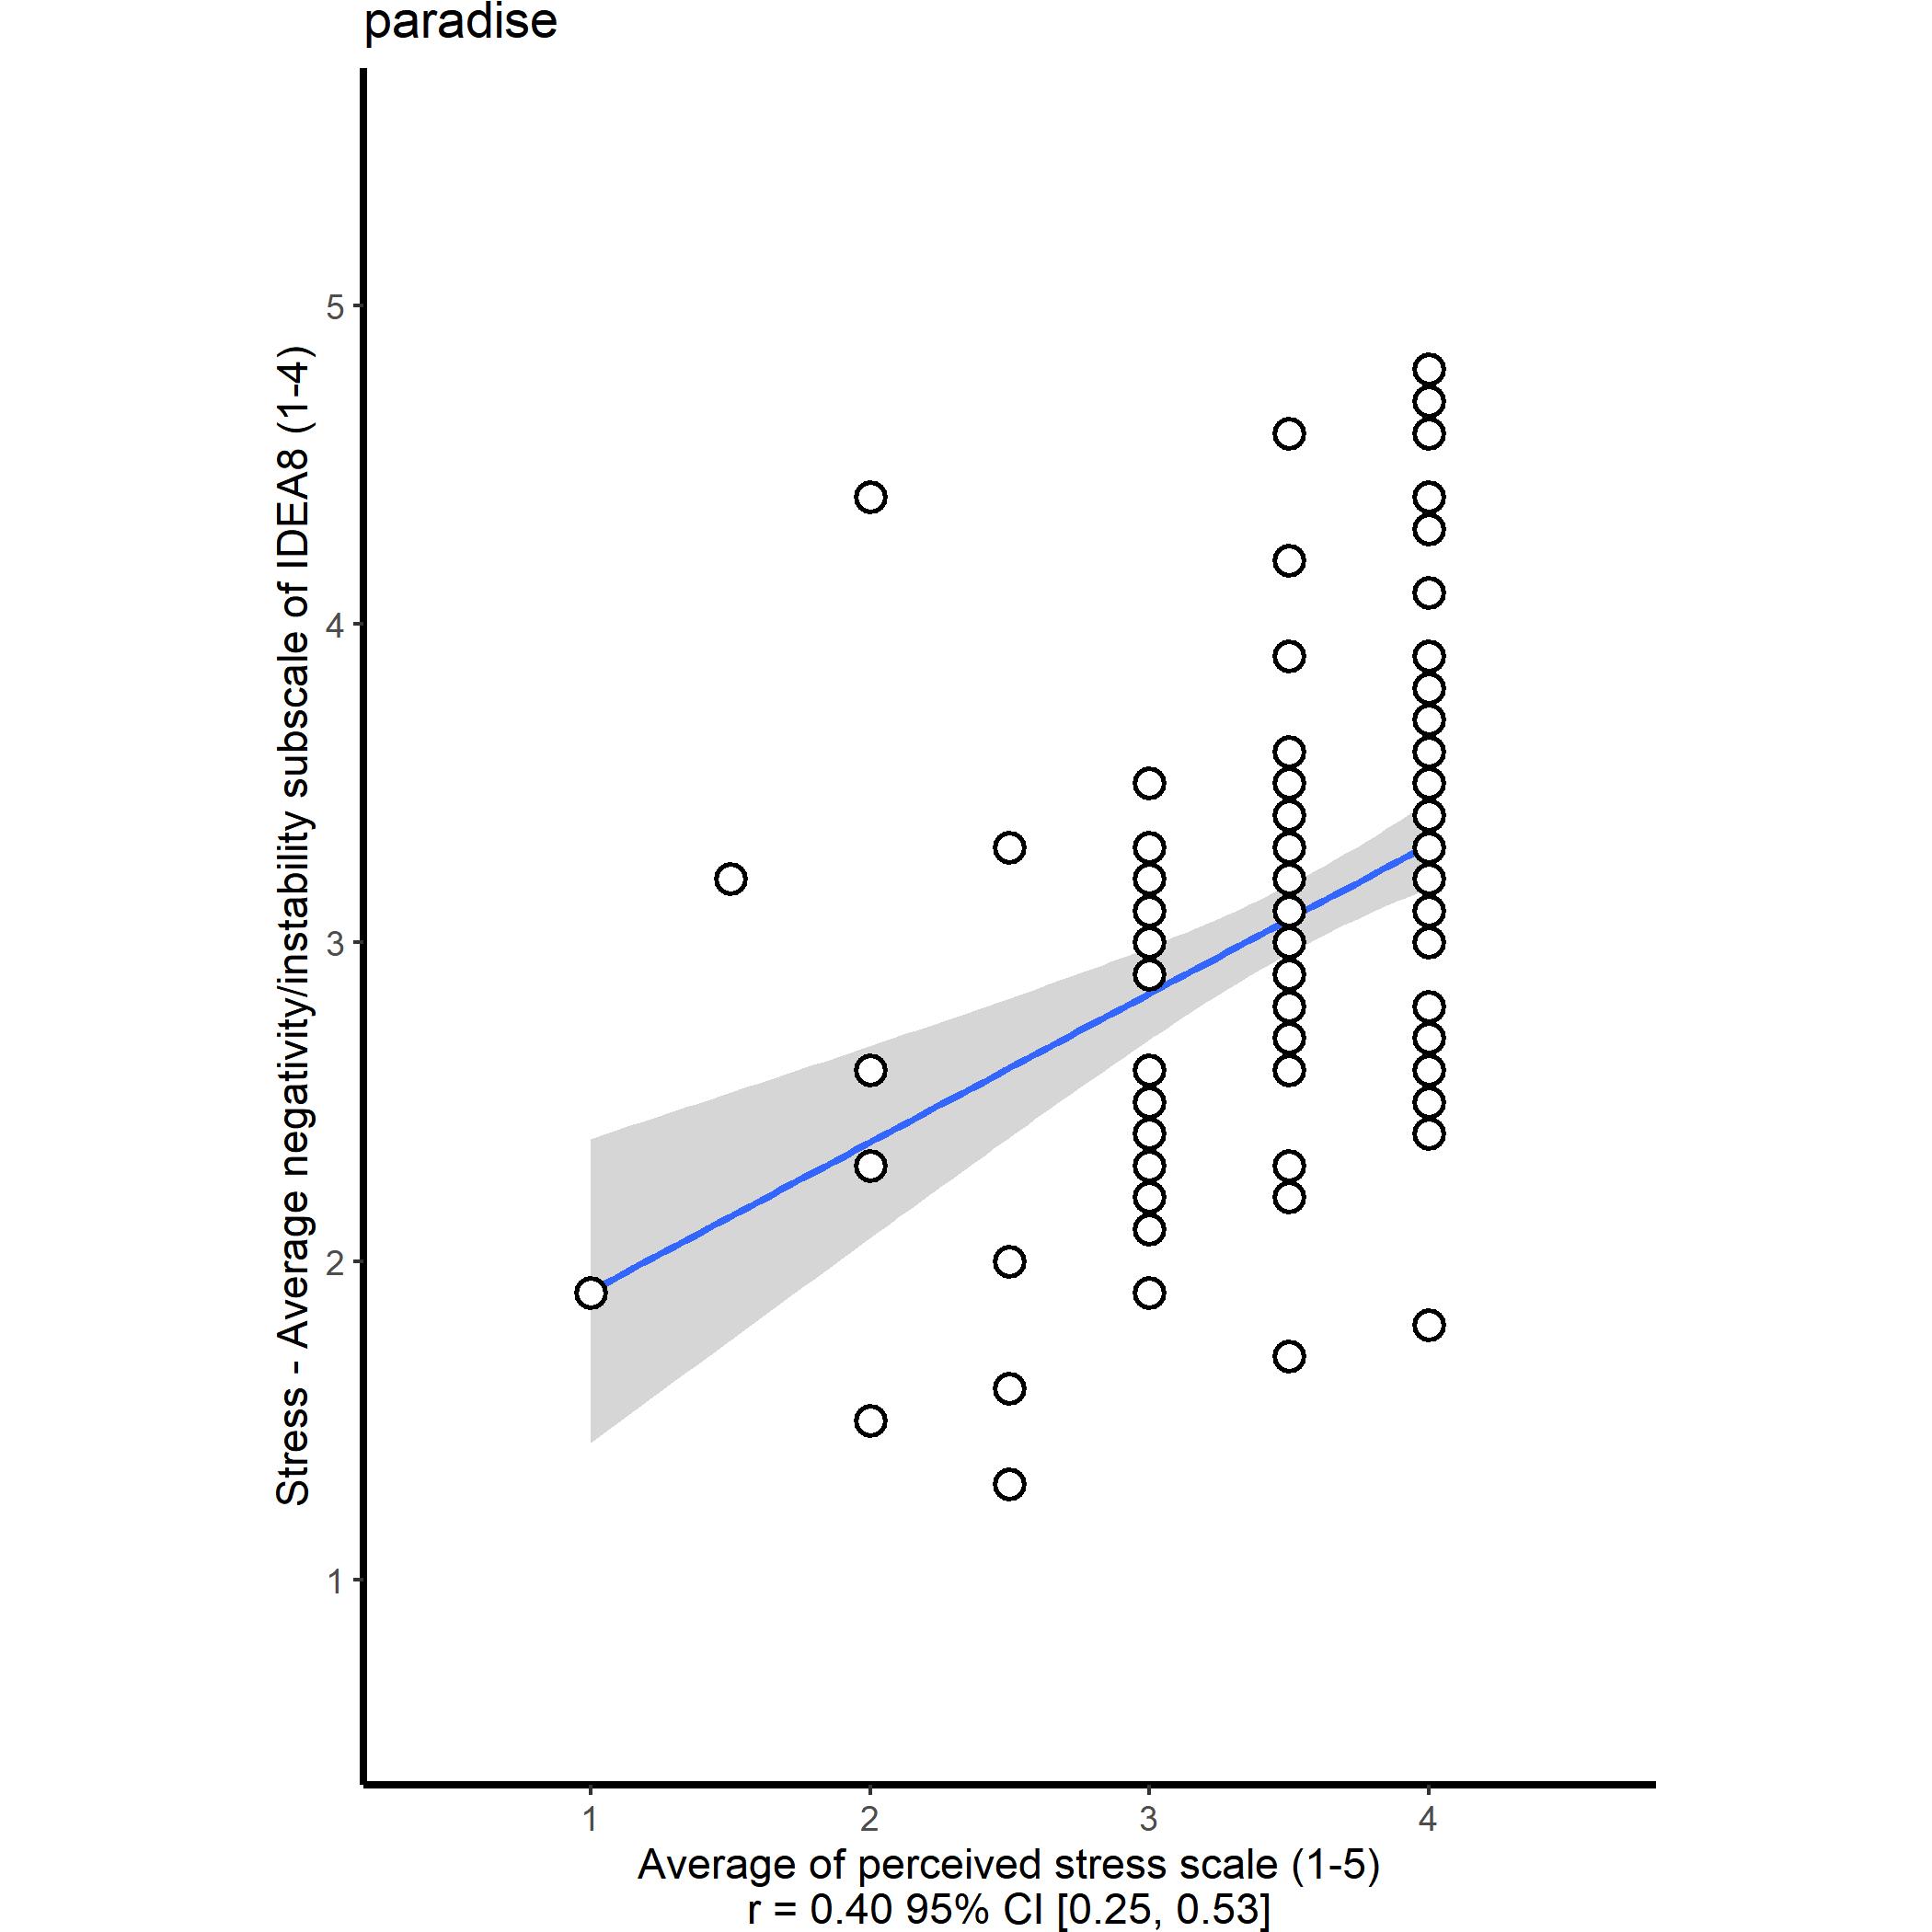 paradise
Stress - Average negativity/instability subscale of IDEA8 (1-4)
5
4
3
2
1
1 2 3 4
Average of perceived stress scale (1-5)
r = 0.40 95% CI [0.25, 0.53]